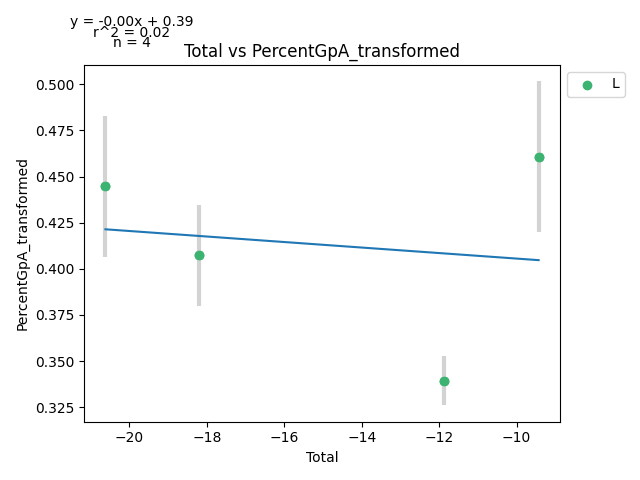 y = -0.00x + 0.39
r^2 = 0.02
n = 4
Total vs PercentGpA_transformed
L
0.500
0.475
0.450
0.425
0.400
0.375
0.350
0.325
PercentGpA_transformed
−20
−18
−16
−14
−12
−10
Total